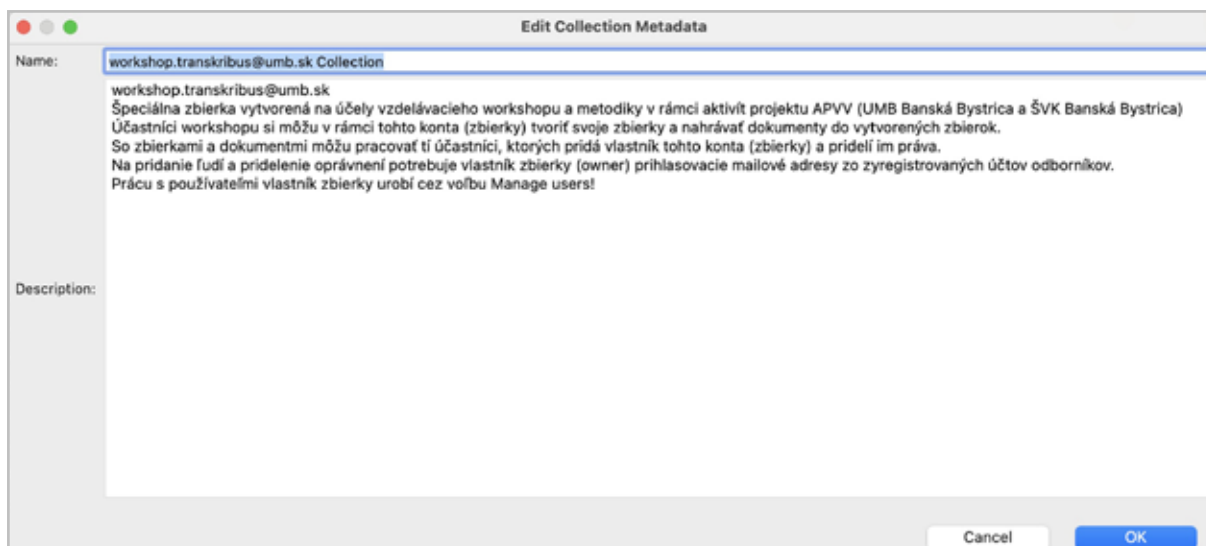 Edit Collection Metadata
Name:
workshop.transkribus@umb.sk Collection
workshop.transkribus@umb.sk
Špeciálna zbierka vytvorená na účely vzdelávacieho workshopu a metodiky v rámci aktivít projektu APVV (UMB Banská Bystrica a ŠVK Banská Bystrica)
Účastníci workshopu si môžu v rámci tohto konta (zbierky) tvoriť svoje zbierky a nahrávať dokumenty do vytvorených zbierok.
So zbierkami a dokumentmi môžu pracovať tí účastníci, ktorých pridá vlastník tohto konta (zbierky) a pridelí im práva.
Na pridanie ľudí a pridelenie oprávnení potrebuje vlastník zbierky (owner) prihlasovacie mailové adresy zo zyregistrovaných účtov odborníkov.
Prácu s používateľmi vlastník zbierky urobí cez voľbu Manage users!
Description:
Cancel
OK